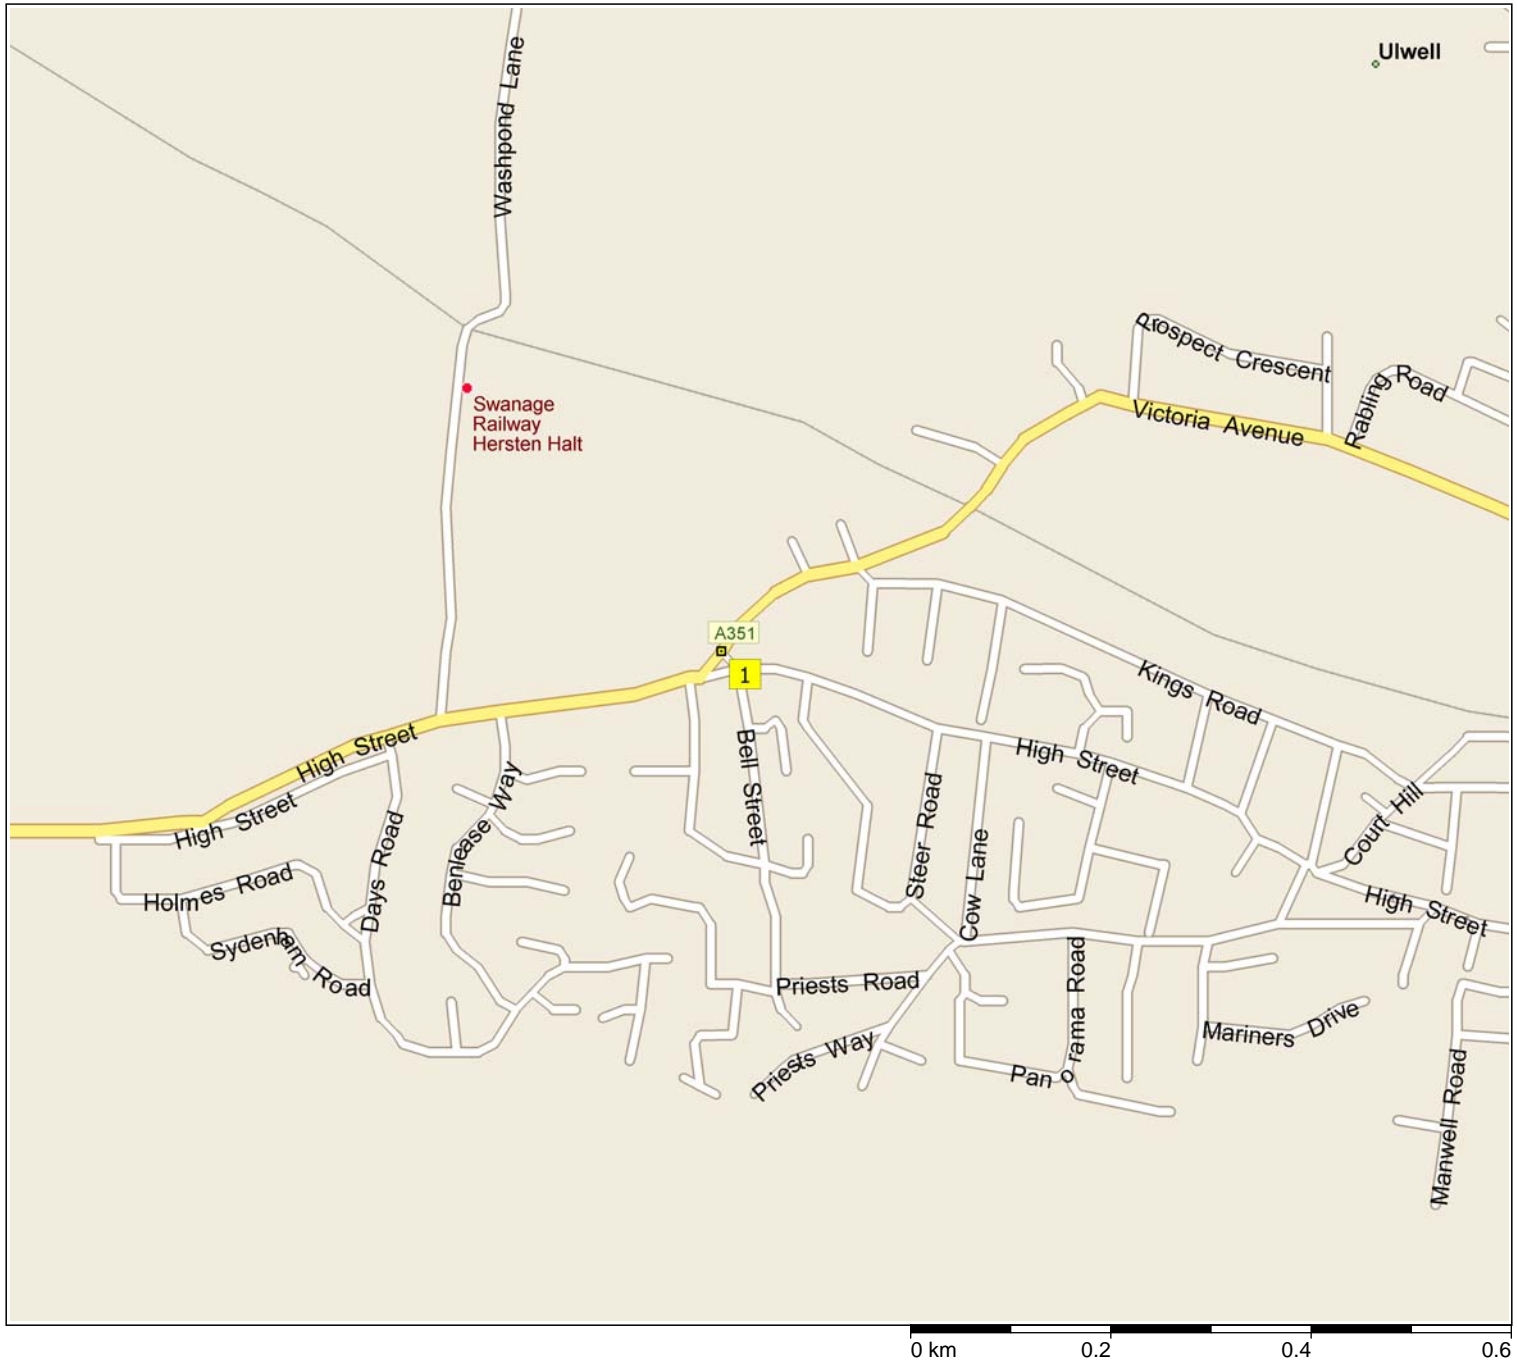 Ulwell
Washpond Lane
Prospect Crescent
Rabling Road
Victoria Avenue
Swanage
Railway
Hersten Halt
A351
1
Kings Road
High Street
High Street
High Street
High Street
Bell Street
Steer Road
Cow Lane
Court Hill
Benlease Way
Days Road
Holmes Road
Sydenham Road
Priests Road
Priests Way
Panorama Road
Mariners Drive
Manwell Road
0 km 0.2 0.4 0.6